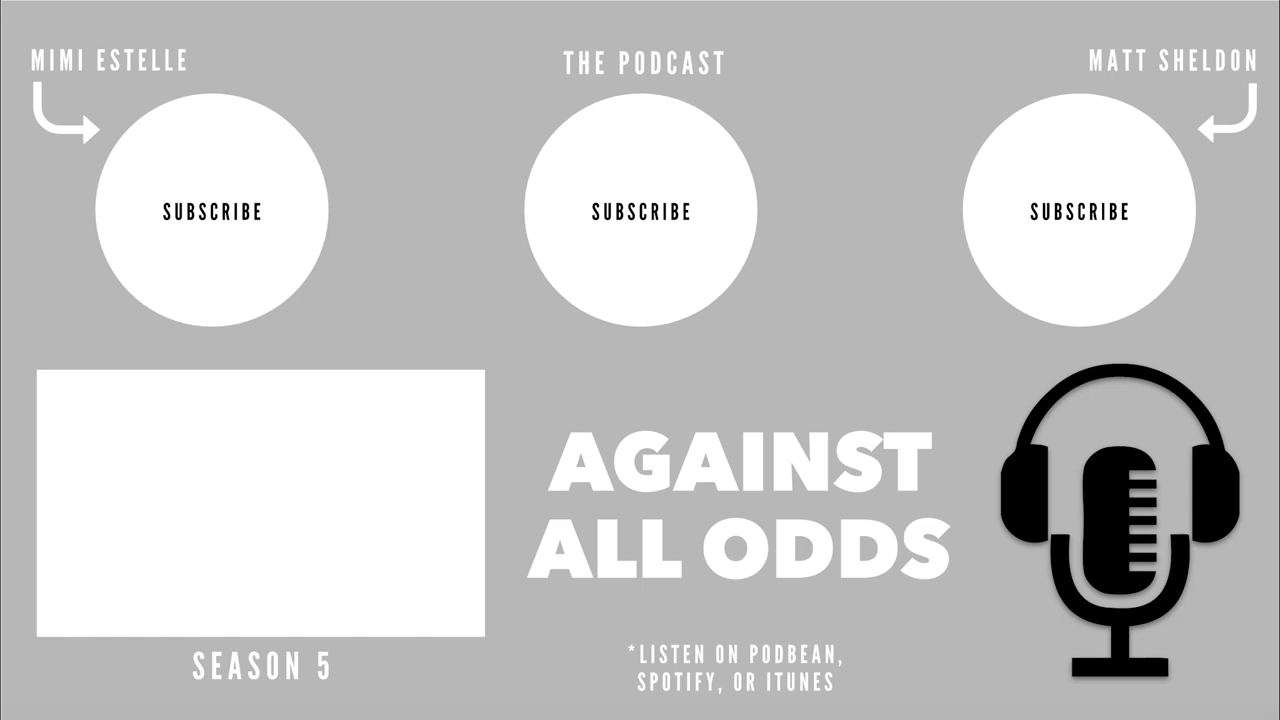 MIMI ESTELLE
THE PODCAST
MATT SHELDON
SUBSCRIBE
SUBSCRIBE
SUBSCRIBE
AGAINST
ALL ODDS
SEASON 5
*LISTEN ON PODBEAN,
SPOTIFY, OR ITUNES